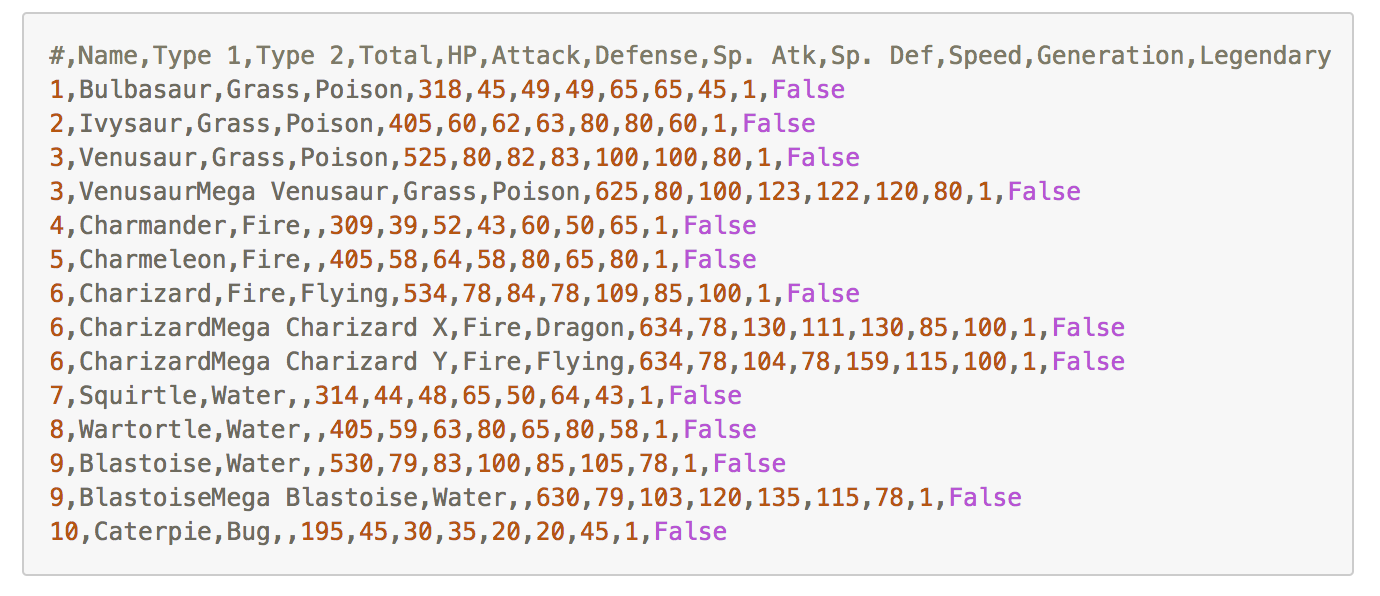 #,Name,Type 1,Type 2,Total,HP,Attack,Defense,Sp. Atk,Sp. Def,Speed,Generation,Legendary
1,Bulbasaur,Grass,Poison,318,45,49,49,65,65,45,1,False
2,Ivysaur,Grass,Poison,405,60,62,63,80,80,60,1,False
3,Venusaur,Grass,Poison,525,80,82,83,100,100,80,1,False
3,VenusaurMega Venusaur,Grass,Poison,625,80,100,123,122,120,80,1,False
4,Charmander,Fire,,309,39,52,43,60,50,65,1,False
5,Charmeleon,Fire,,405,58,64,58,80,65,80,1,False
6,Charizard,Fire,Flying,534,78,84,78,109,85,100,1,False
6,CharizardMega Charizard X,Fire,Dragon,634,78,130,111,130,85,100,1,False
6,CharizardMega Charizard Y,Fire,Flying,634,78,104,78,159,115,100,1,False
7,Squirtle,Water,,314,44,48,65,50,64,43,1,False
8,Wartortle,Water,,405,59,63,80,65,80,58,1,False
9,Blastoise,Water,,530,79,83,100,85,105,78,1,False
9,BlastoiseMega Blastoise,Water,,630,79,103,120,135,115,78,1,False
10,Caterpie,Bug,,195,45,30,35,20,20,45,1,False